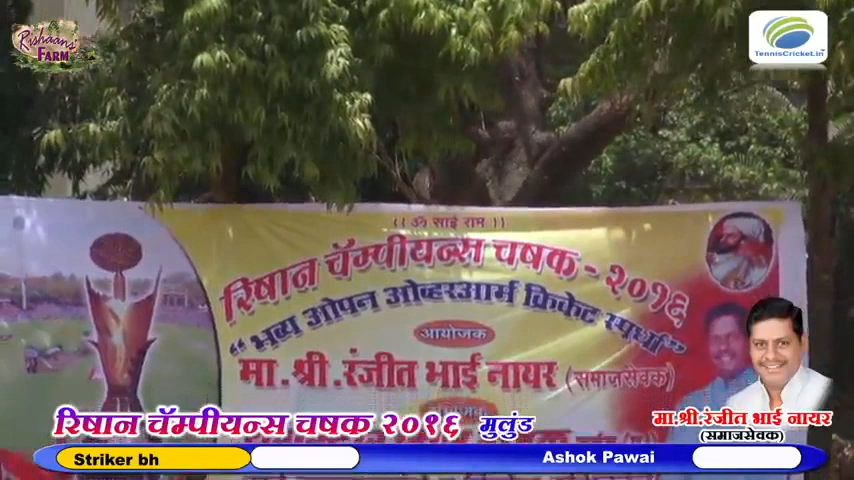 Rishaans'
FARM
TennisCricket.in
।। ॐ साई राम ।।
रिषान चॅम्पीयन्स चषक - २०१६
“भव्य ओपन ओव्हरआर्म क्रिकेट स्पर्धा”
आयोजक
मा.श्री.रंजीत भाई नायर (समाजसेवक)
रिषान चॅम्पीयन्स चषक २०१६ मुलुंड
मा.श्री.रंजीत भाई नायर
(समाजसेवक)
Striker bh
Ashok Pawai